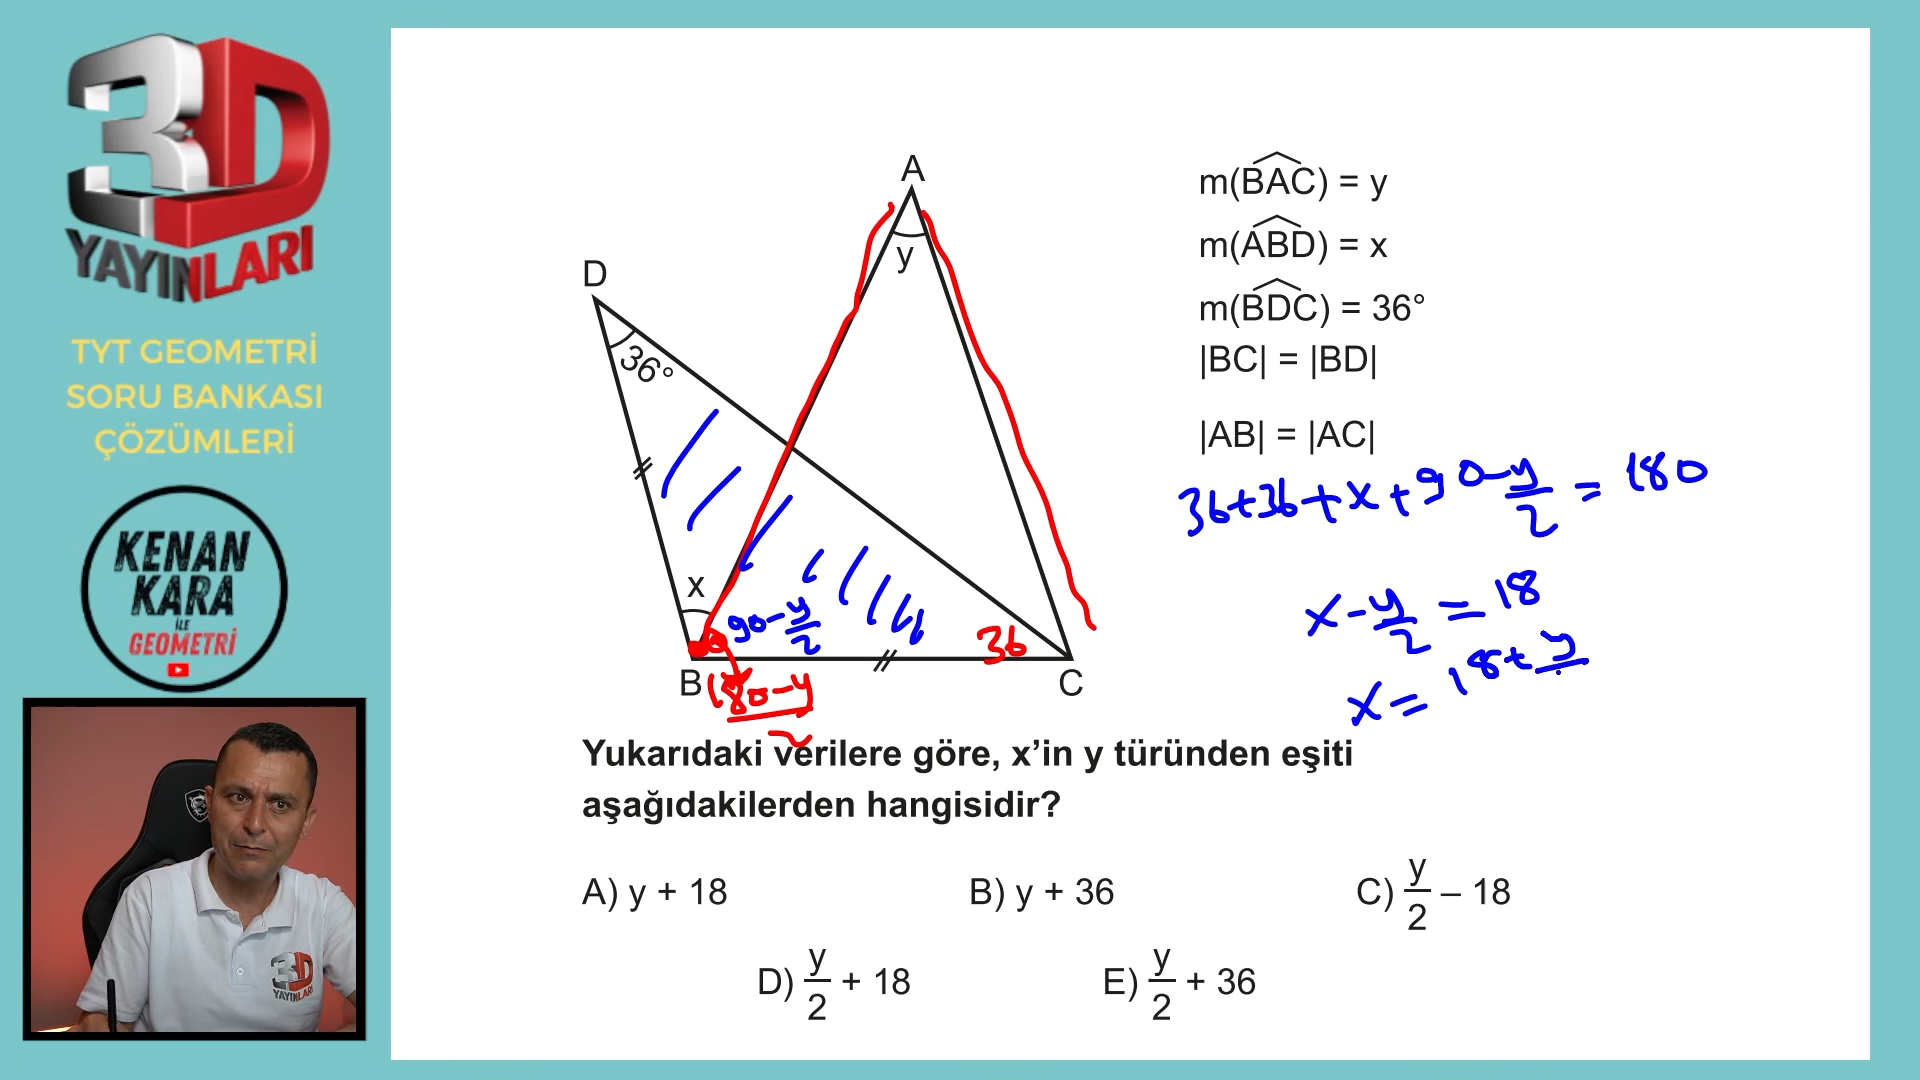 3D
YAYINLARI
TYT GEOMETRİ
SORU BANKASI
ÇÖZÜMLERİ
KENAN
KARA
İLE
GEOMETRİ
3D
YAYINLARI
A
y
D
36°
x
90-y/2
36
B
180-y
2
C
m(BAC) = y
m(ABD) = x
m(BDC) = 36°
|BC| = |BD|
|AB| = |AC|
36+36+x+90-y/2 = 180
x-y/2 = 18
x = 18+y
Yukarıdaki verilere göre, x’in y türünden eşiti
aşağıdakilerden hangisidir?
A) y + 18 B) y + 36 C) y/2 – 18
D) y/2 + 18 E) y/2 + 36